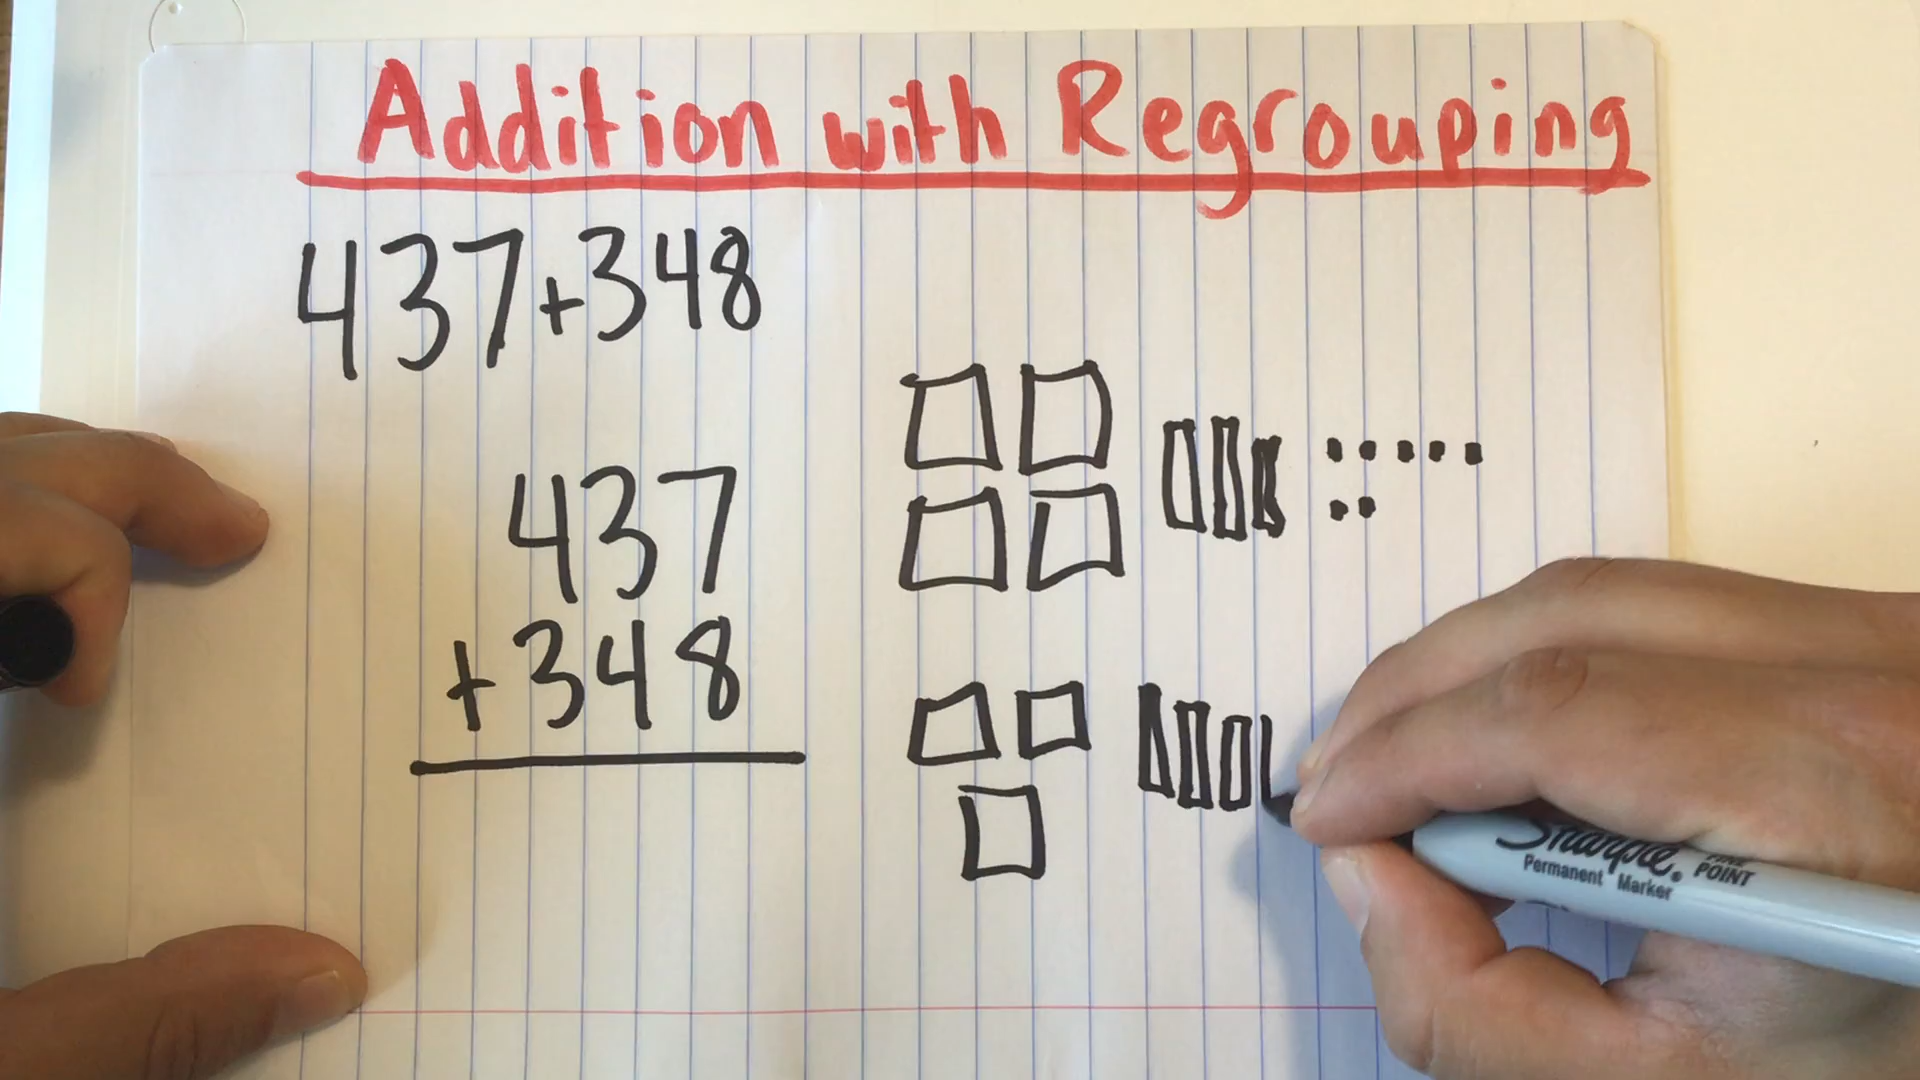 Addition with Regrouping
437+348
437
+348
Sharpie. FINE POINT
Permanent Marker